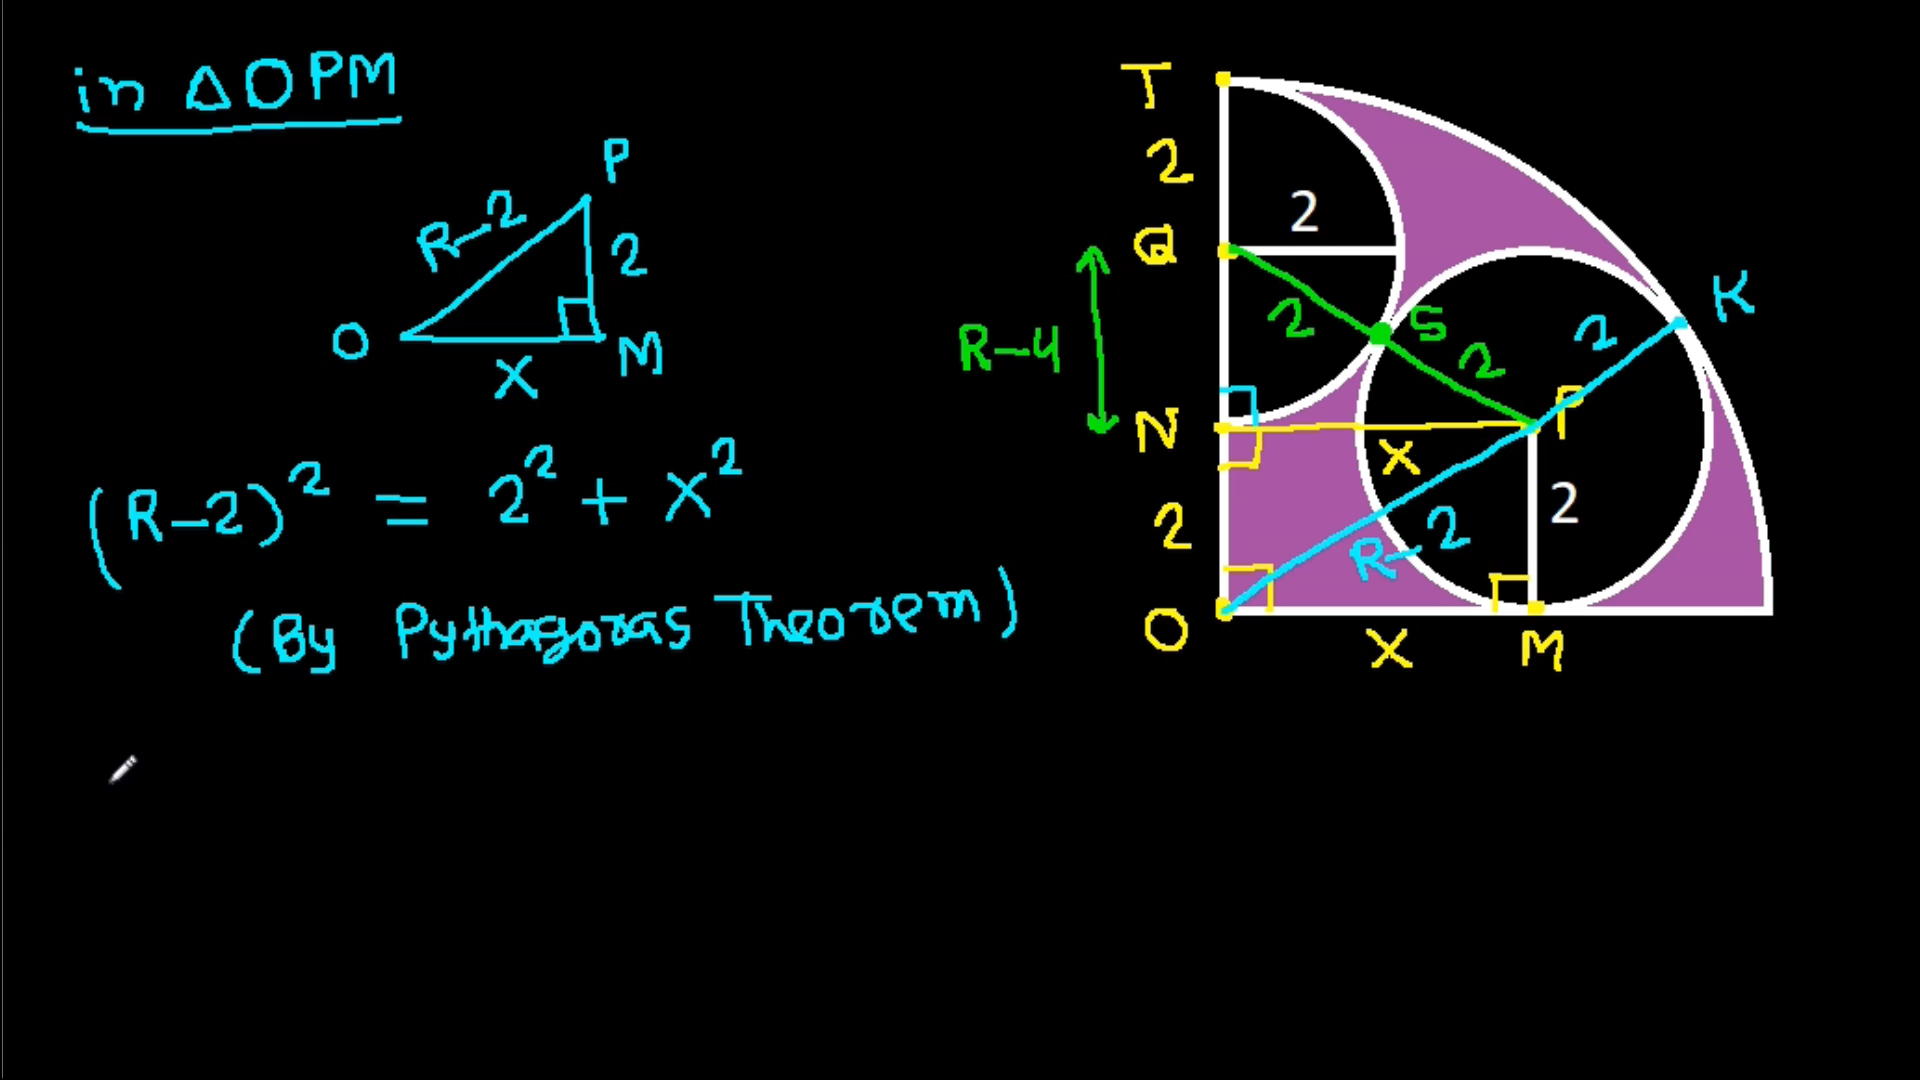 in △OPM
P
R-2
2
O
M
x
(R-2)² = 2² + x²
(By Pythagoras Theorem)
T
2
2
Q
K
2
S
2
2
R-4
P
N
x
2
2
R-2
O
x
M